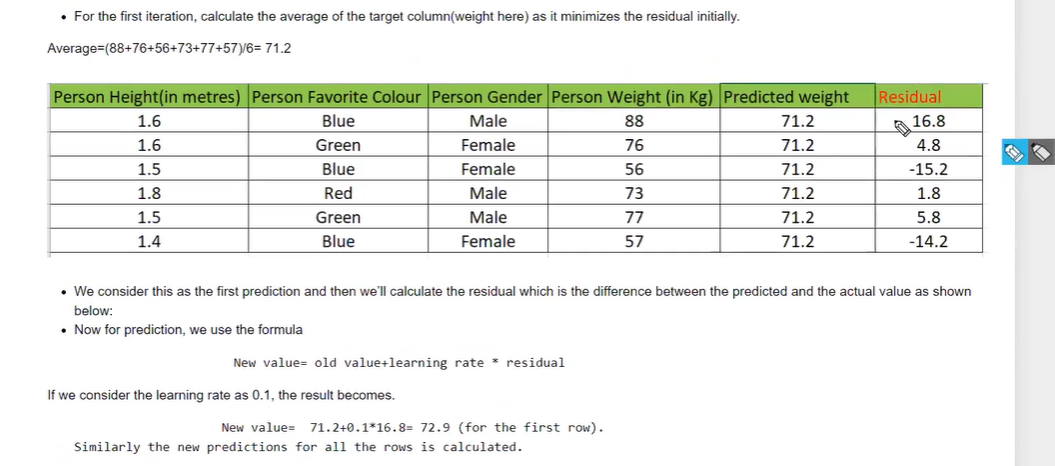 • For the first iteration, calculate the average of the target column(weight here) as it minimizes the residual initially.
Average=(88+76+56+73+77+57)/6= 71.2
Person Height(in metres) Person Favorite Colour Person Gender Person Weight (in Kg) Predicted weight Residual
1.6 Blue Male 88 71.2 16.8
1.6 Green Female 76 71.2 4.8
1.5 Blue Female 56 71.2 -15.2
1.8 Red Male 73 71.2 1.8
1.5 Green Male 77 71.2 5.8
1.4 Blue Female 57 71.2 -14.2
• We consider this as the first prediction and then we'll calculate the residual which is the difference between the predicted and the actual value as shown
below:
• Now for prediction, we use the formula
New value= old value+learning rate * residual
If we consider the learning rate as 0.1, the result becomes.
New value= 71.2+0.1*16.8= 72.9 (for the first row).
Similarly the new predictions for all the rows is calculated.